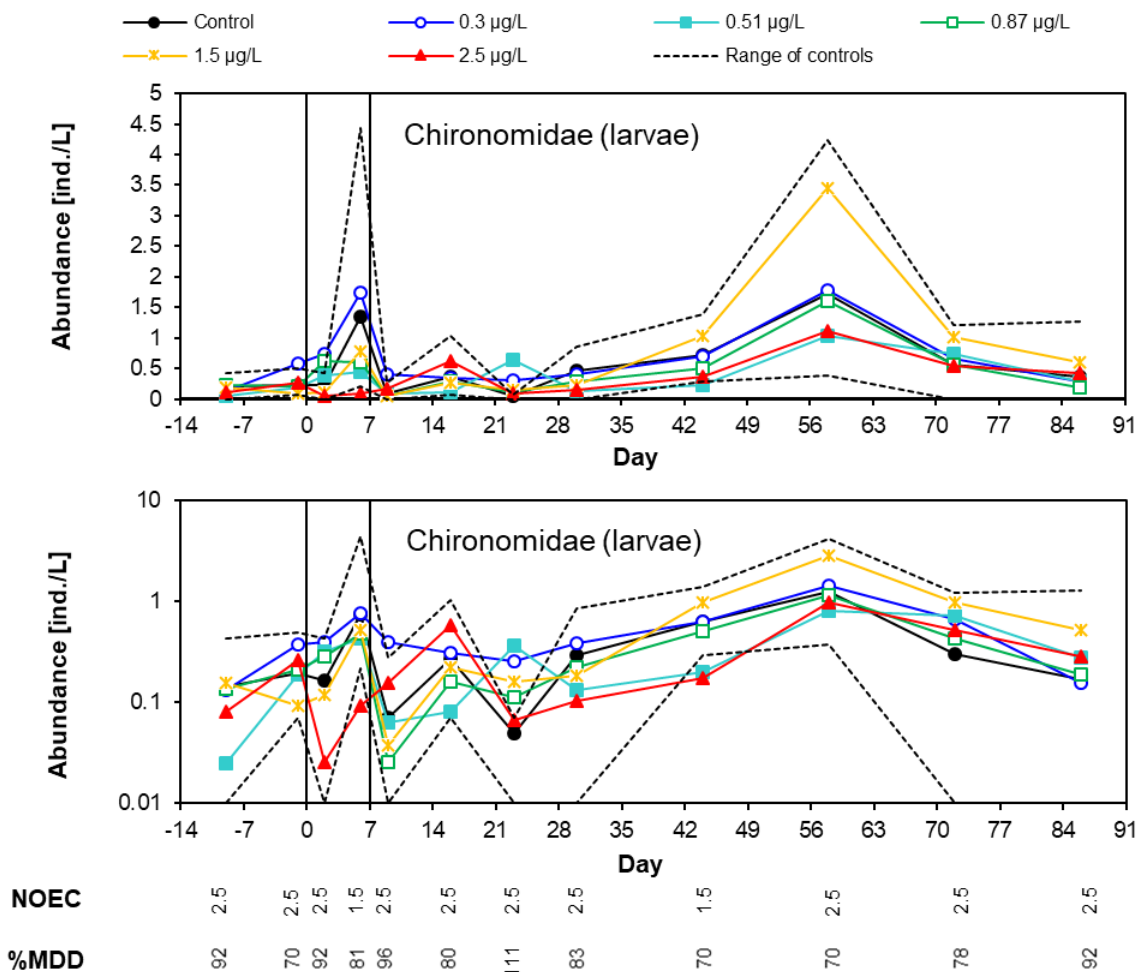 Control 0.3 µg/L 0.51 µg/L 0.87 µg/L
1.5 µg/L 2.5 µg/L Range of controls
Chironomidae (larvae)
Abundance [ind./L]
5
4.5
4
3.5
3
2.5
2
1.5
1
0.5
0
-14 -7 0 7 14 21 28 35 42 49 56 63 70 77 84 91
Day
Chironomidae (larvae)
Abundance [ind./L]
10
1
0.1
0.01
-14 -7 0 7 14 21 28 35 42 49 56 63 70 77 84 91
Day
NOEC 2.5 2.5 2.5 1.5 2.5 2.5 2.5 2.5 1.5 2.5 2.5 2.5
%MDD 92 70 92 81 96 80 111 83 70 70 78 92